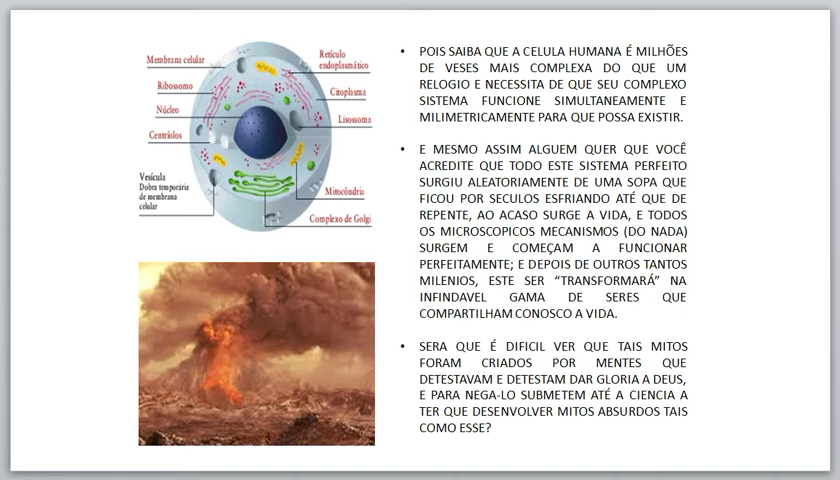 Membrana celular
Ribossomo
Núcleo
Centríolos
Vesícula
Dobra temporária
de membrana
celular
Retículo
endoplasmático
Citoplasma
Lisossoma
Mitocôndria
Complexo de Golgi
• POIS SAIBA QUE A CELULA HUMANA É MILHÕES
DE VESES MAIS COMPLEXA DO QUE UM
RELOGIO E NECESSITA DE QUE SEU COMPLEXO
SISTEMA FUNCIONE SIMULTANEAMENTE E
MILIMETRICAMENTE PARA QUE POSSA EXISTIR.
• E MESMO ASSIM ALGUEM QUER QUE VOCÊ
ACREDITE QUE TODO ESTE SISTEMA PERFEITO
SURGIU ALEATORIAMENTE DE UMA SOPA QUE
FICOU POR SECULOS ESFRIANDO ATÉ QUE DE
REPENTE, AO ACASO SURGE A VIDA, E TODOS
OS MICROSCOPICOS MECANISMOS (DO NADA)
SURGEM E COMEÇAM A FUNCIONAR
PERFEITAMENTE; E DEPOIS DE OUTROS TANTOS
MILENIOS, ESTE SER “TRANSFORMARÁ” NA
INFINDAVEL GAMA DE SERES QUE
COMPARTILHAM CONOSCO A VIDA.
• SERA QUE É DIFICIL VER QUE TAIS MITOS
FORAM CRIADOS POR MENTES QUE
DETESTAVAM E DETESTAM DAR GLORIA A DEUS,
E PARA NEGA-LO SUBMETEM ATÉ A CIENCIA A
TER QUE DESENVOLVER MITOS ABSURDOS TAIS
COMO ESSE?